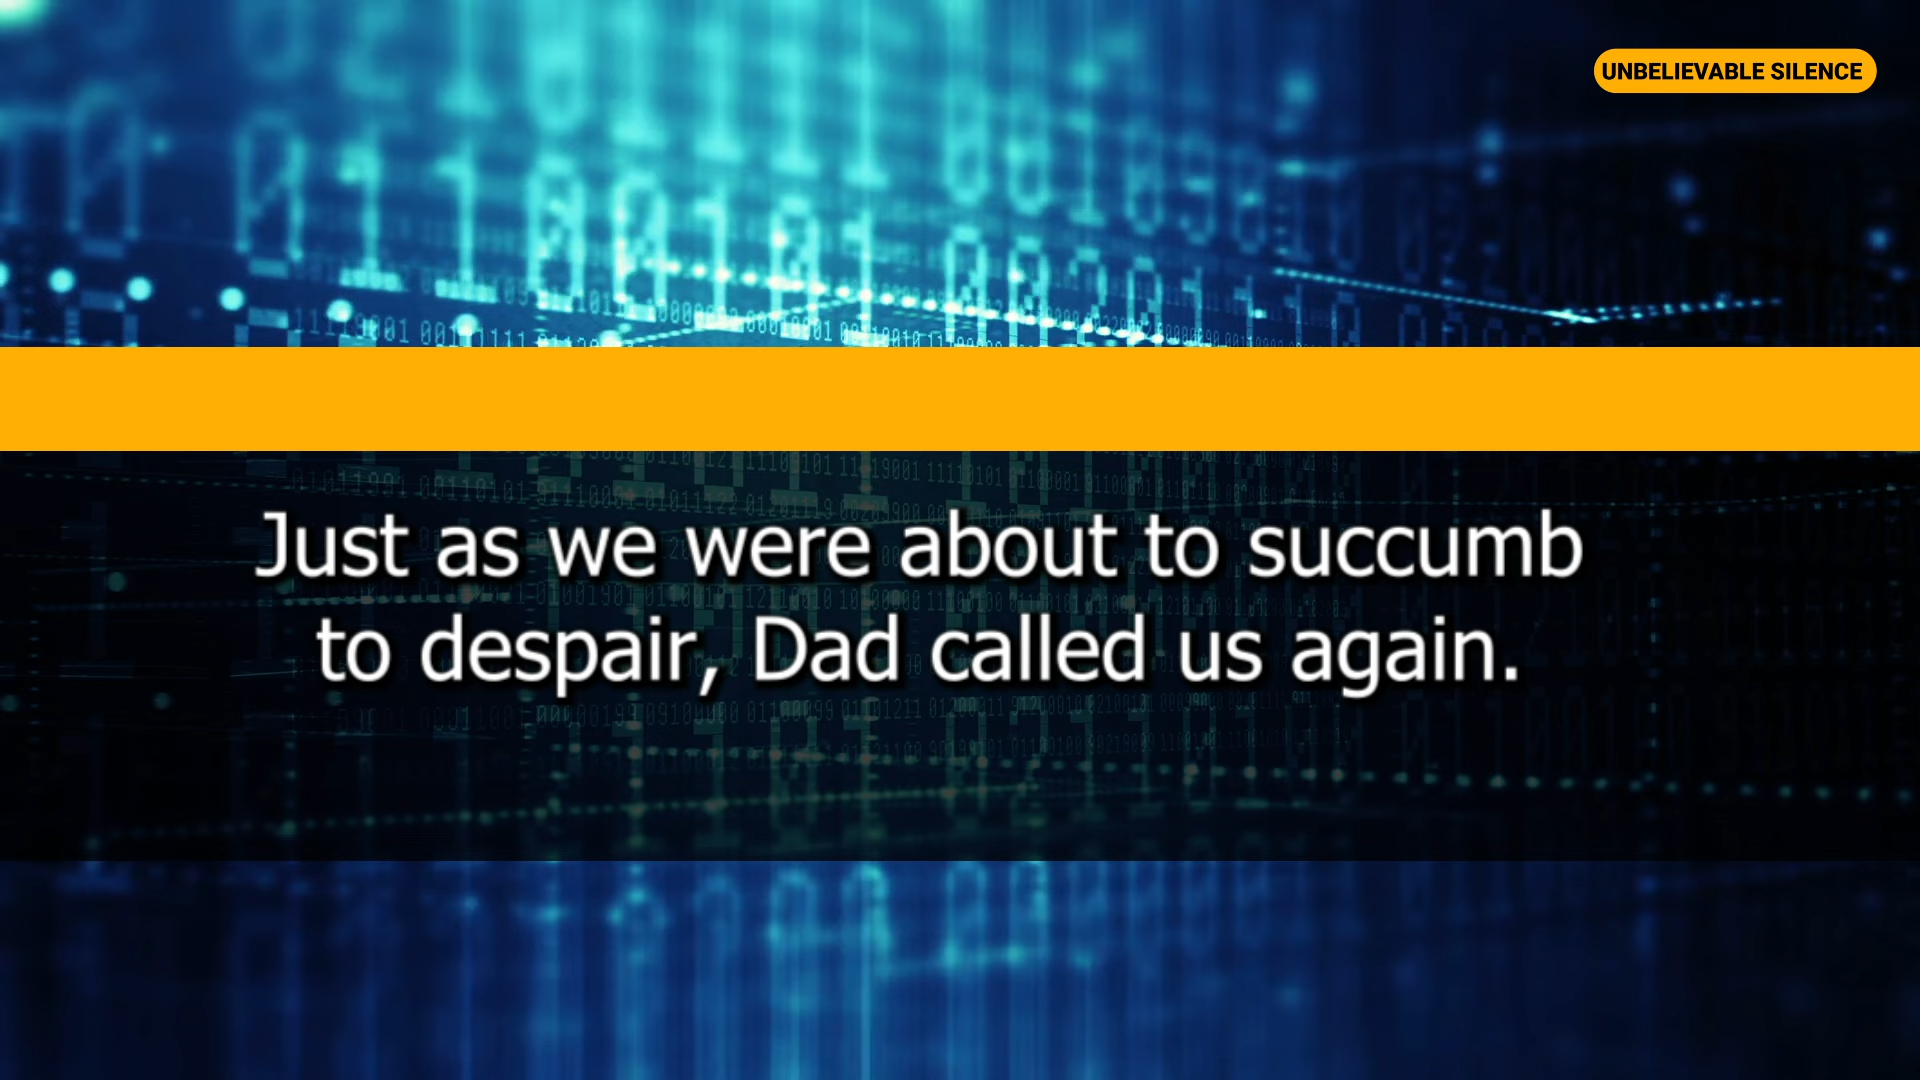 UNBELIEVABLE SILENCE
Just as we were about to succumb
to despair, Dad called us again.